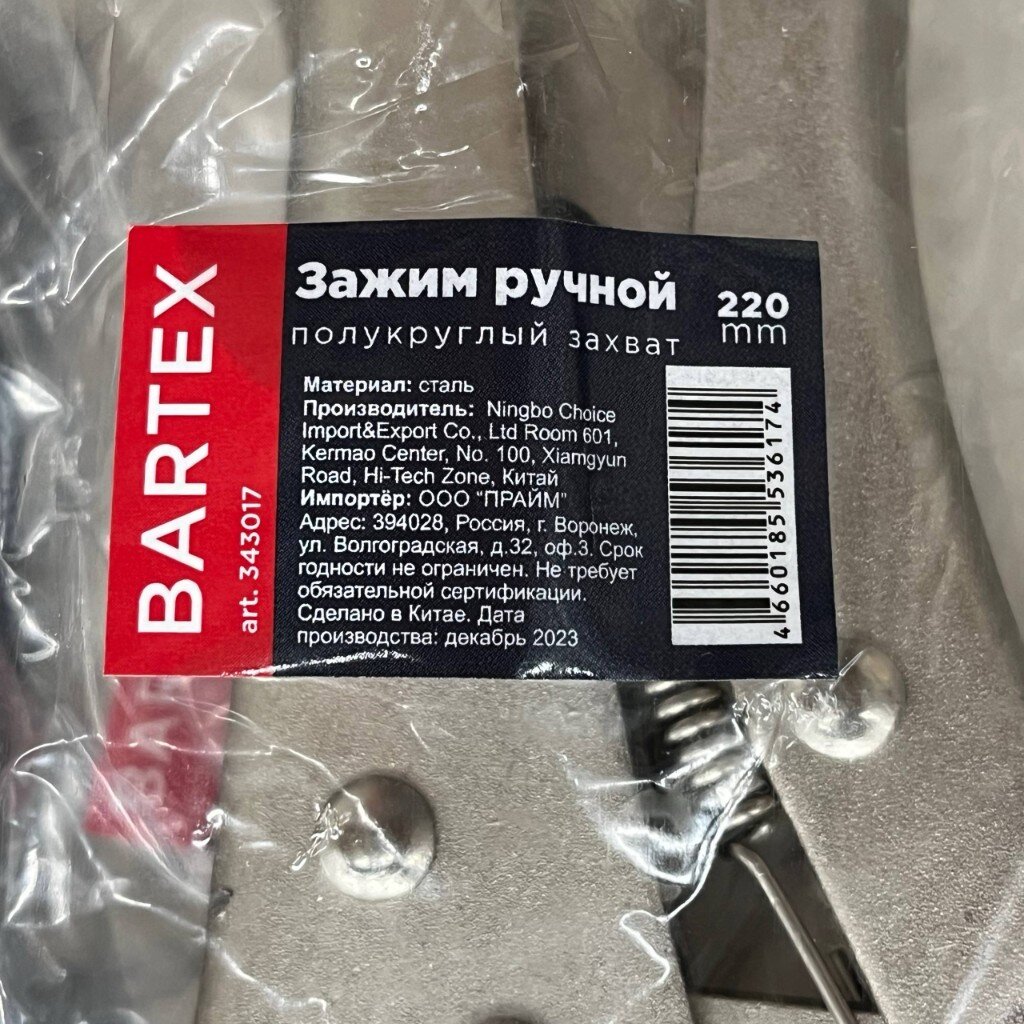 BARTEX
art. 343017
Зажим ручной
полукруглый захват
220
mm
Материал: сталь
Производитель: Ningbo Choice
Import&Export Co., Ltd Room 601,
Kermao Center, No. 100, Xiamgyun
Road, Hi-Tech Zone, Китай
Импортёр: ООО "ПРАЙМ"
Адрес: 394028, Россия, г. Воронеж,
ул. Волгоградская, д.32, оф.3. Срок
годности не ограничен. Не требует
обязательной сертификации.
Сделано в Китае. Дата
производства: декабрь 2023
4660185536174